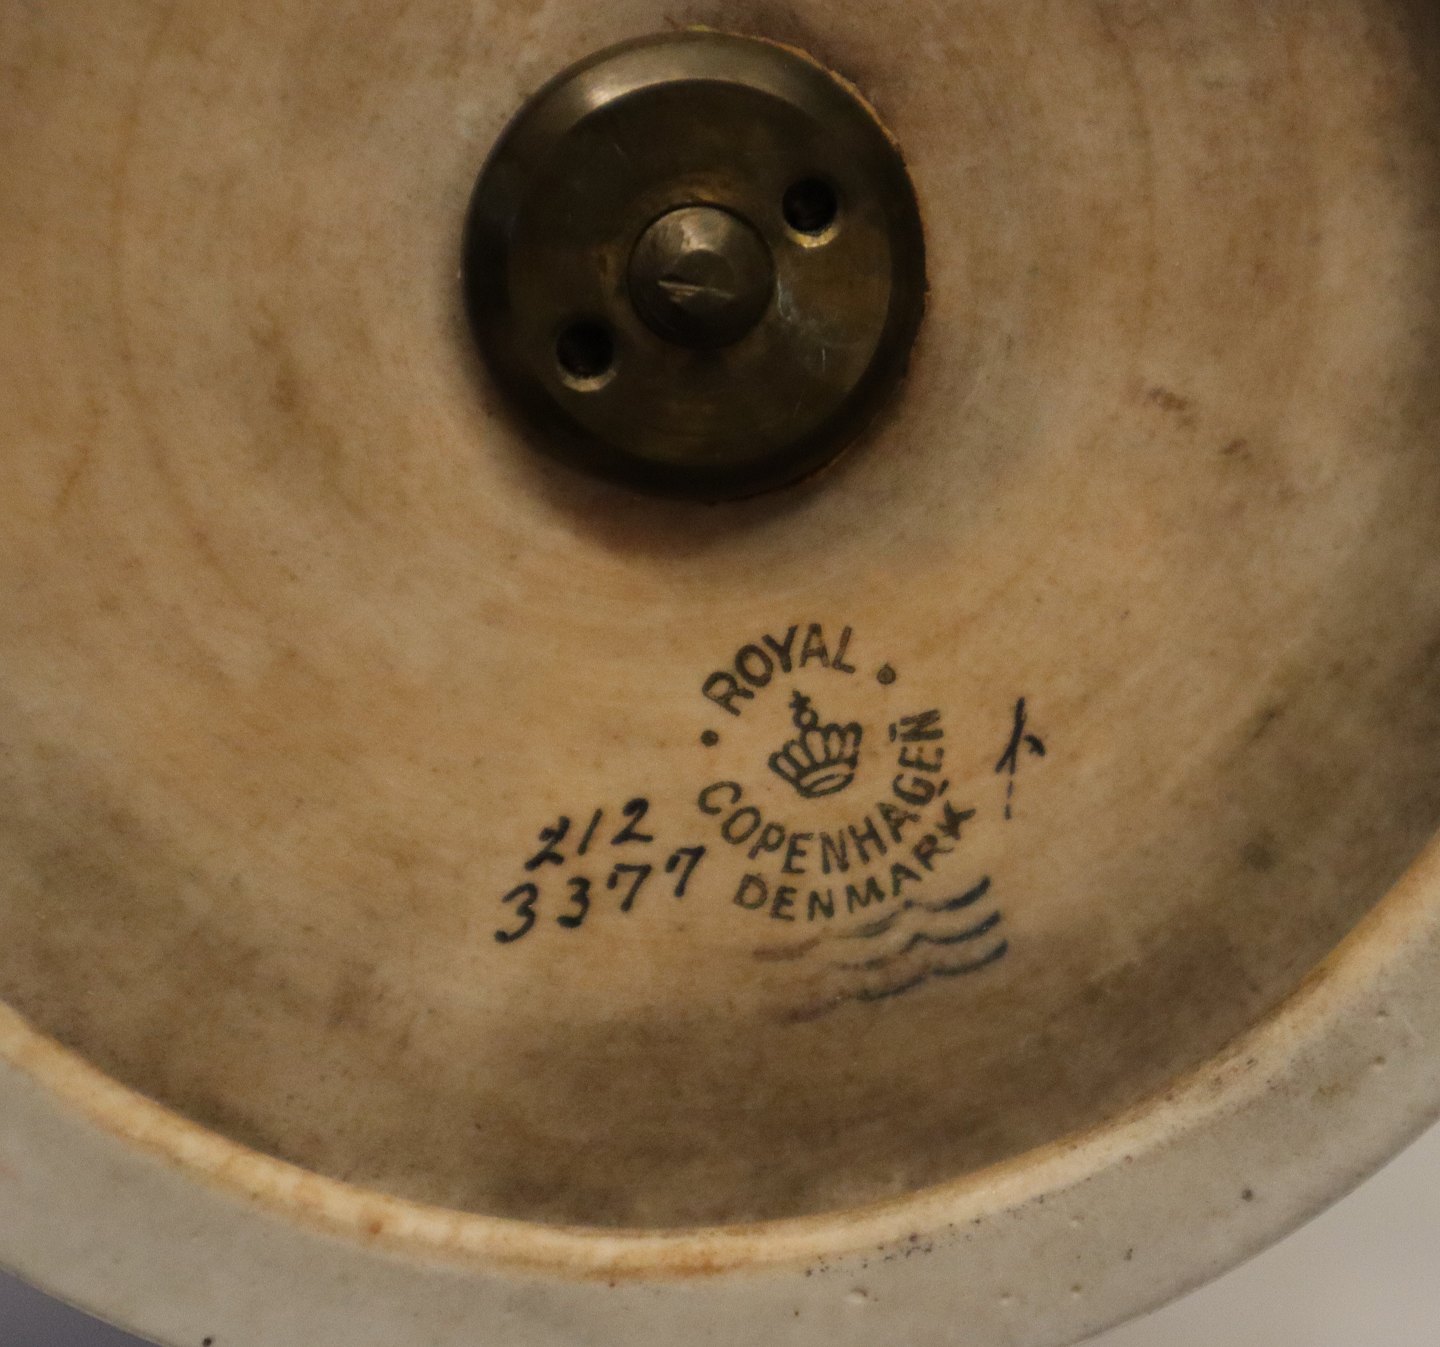 ROYAL
COPENHAGEN
DENMARK
212
3377